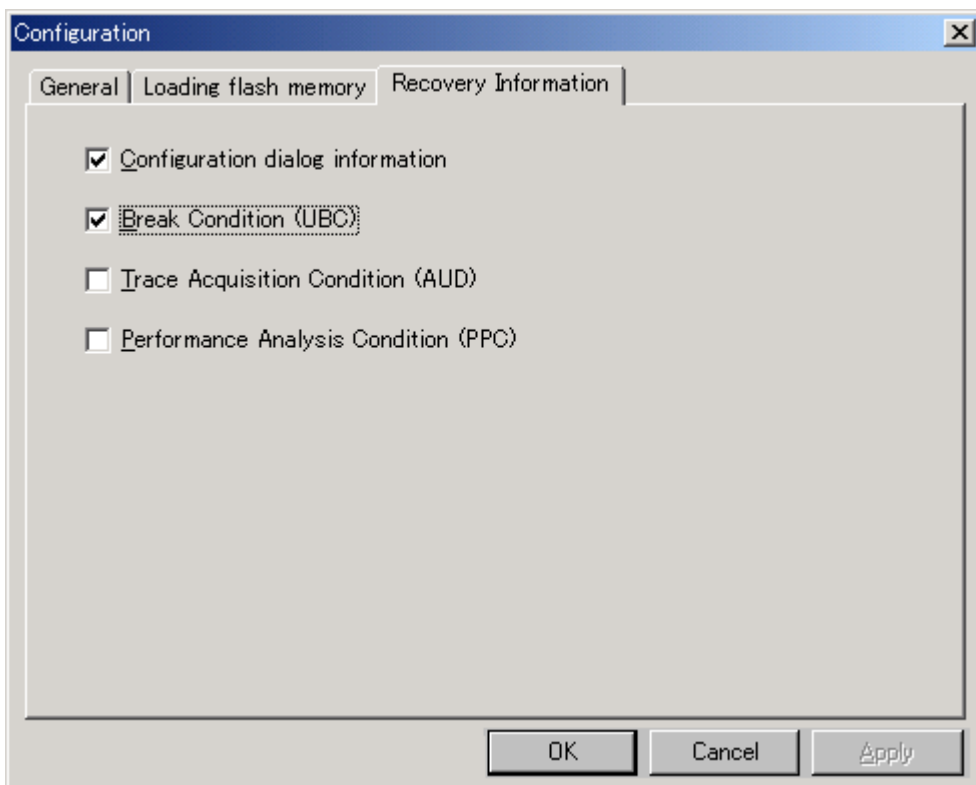 Configuration
General Loading flash memory Recovery Information
Configuration dialog information
Break Condition (UBC)
Trace Acquisition Condition (AUD)
Performance Analysis Condition (PPC)
OK Cancel Apply